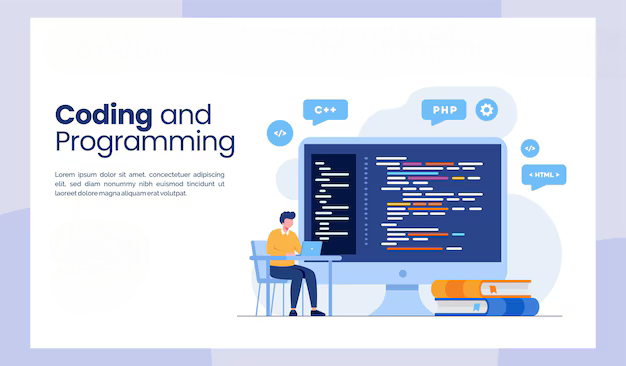 Coding and
Programming
Lorem ipsum dolor sit amet, consectetuer adipiscing
elit, sed diam nonummy nibh euismod tincidunt ut
laoreet dolore magna aliquam erat volutpat.
C++
PHP
</>
</>
< HTML >